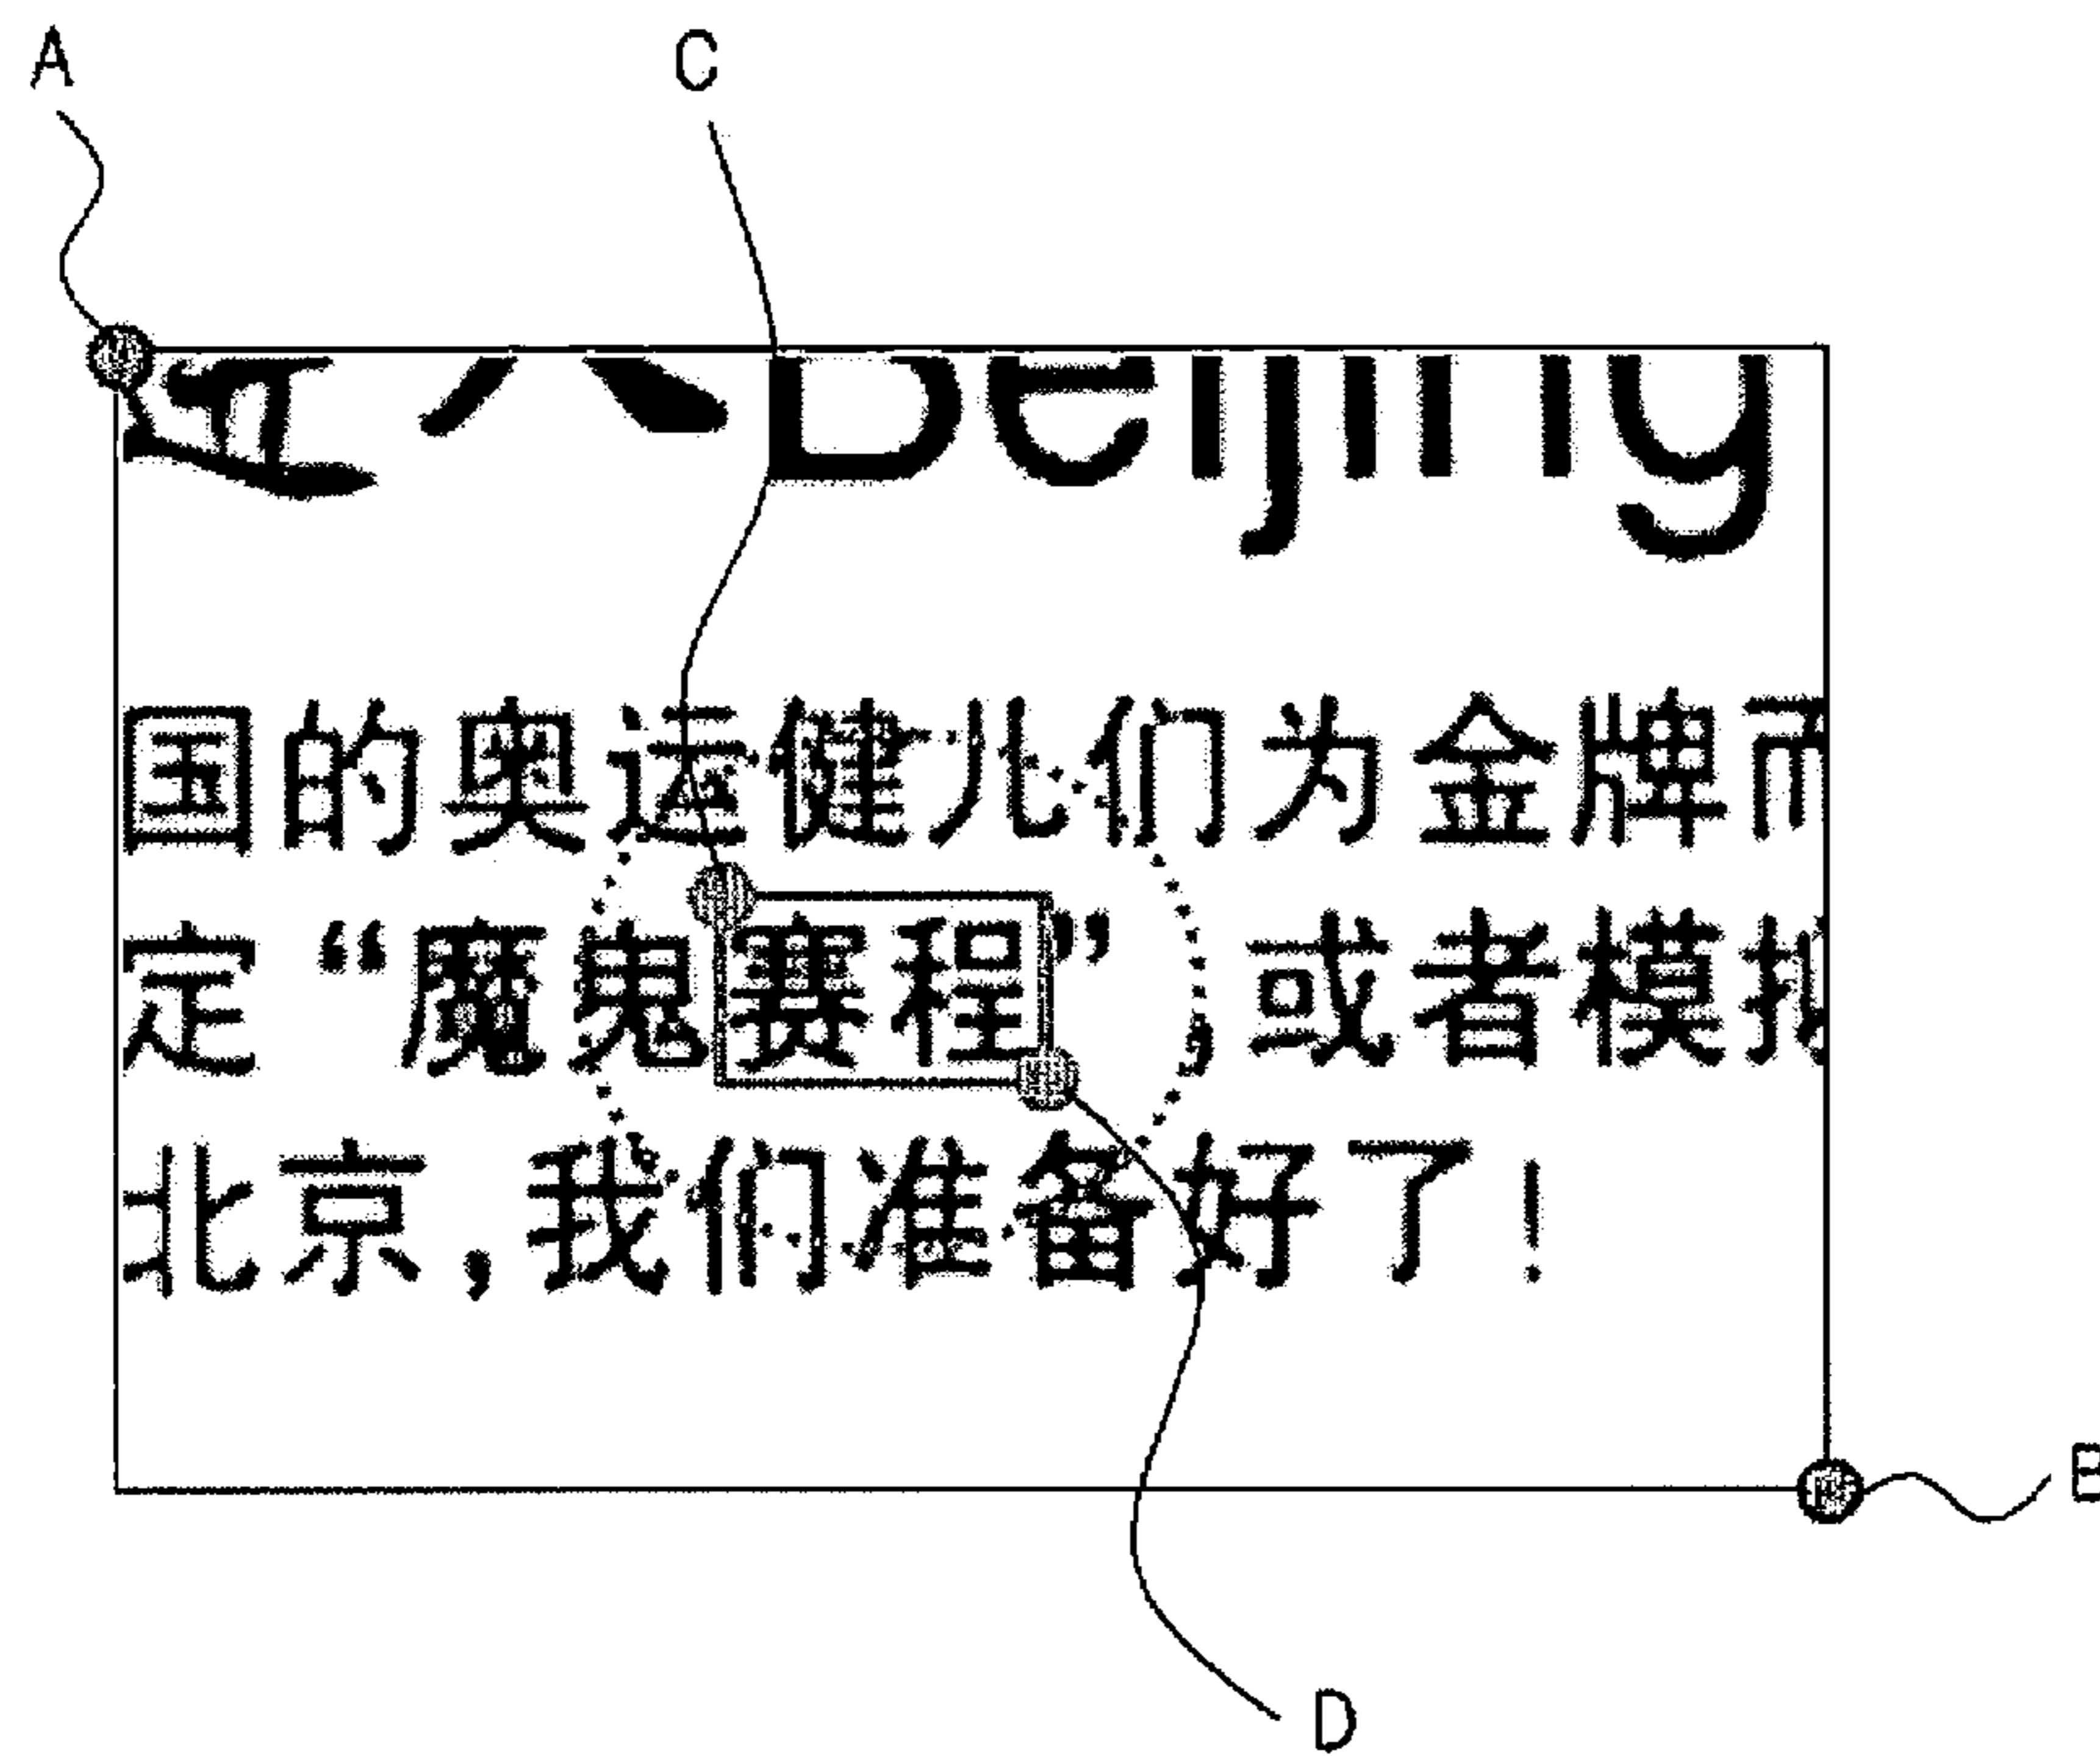 A
C
Beijing
国的奥运健儿们为金牌而
定“魔鬼赛程”或者模拟
北京,我们准备好了!
B
D